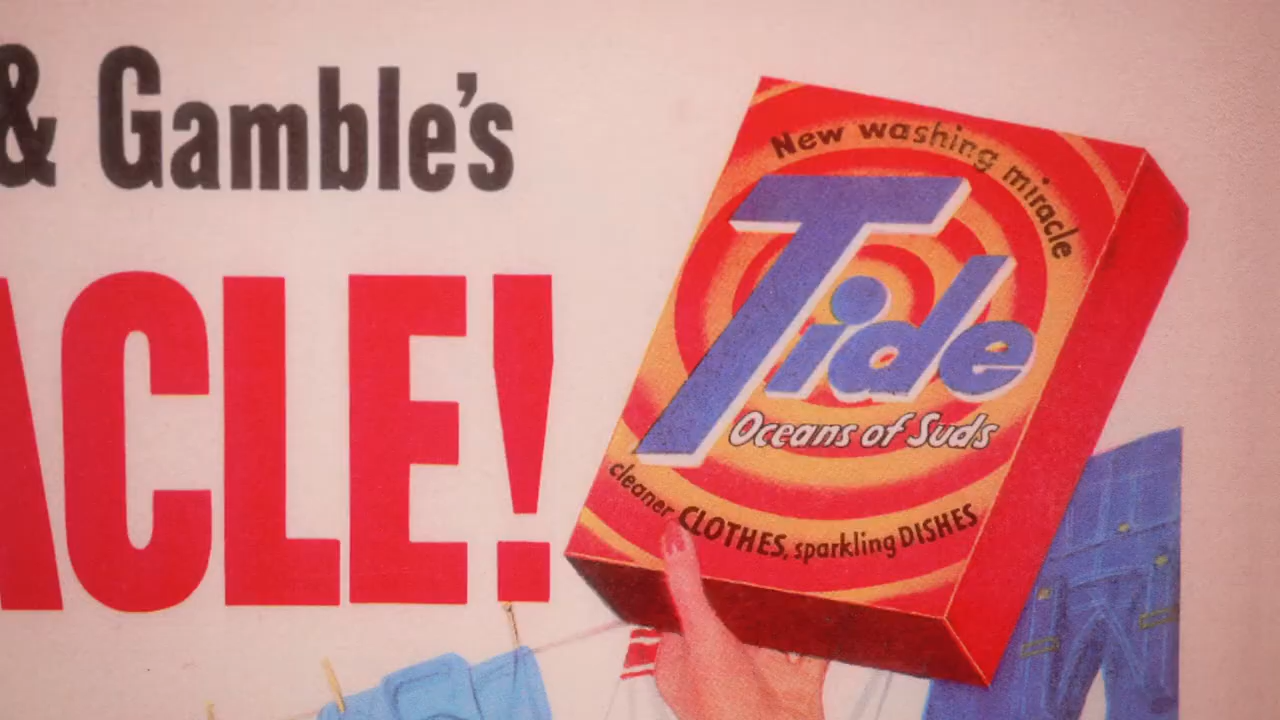 & Gamble's
ACLE!
New washing miracle
Tide
Oceans of Suds
cleaner CLOTHES, sparkling DISHES